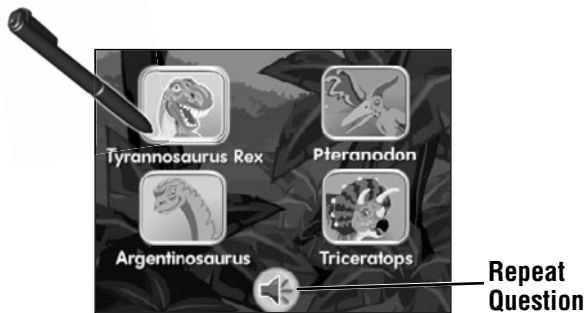 Tyrannosaurus Rex
Pteranodon
Argentinosaurus
Triceratops
Repeat
Question